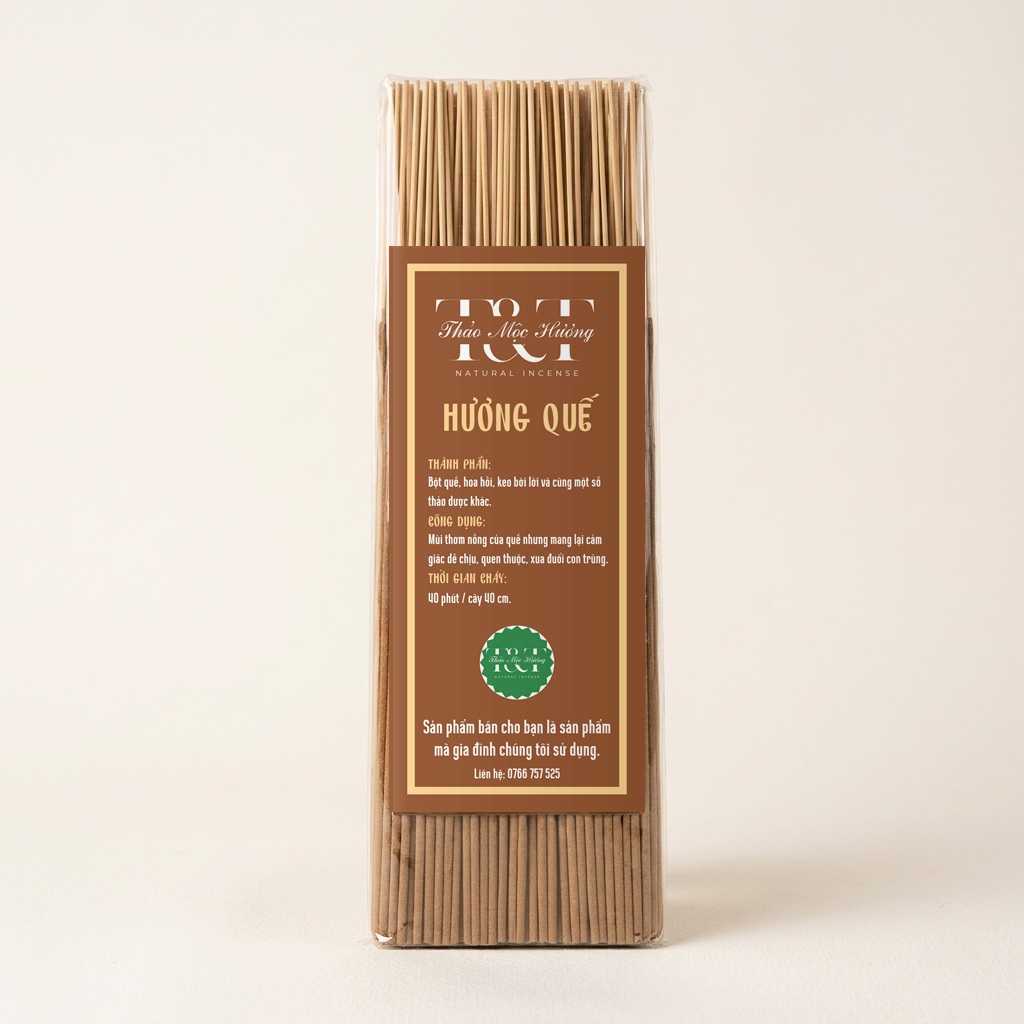 T&T
Thảo Mộc Hương
NATURAL INCENSE
HƯƠNG QUẾ
THÀNH PHẦN:
Bột quế, hoa hồi, keo bời lời và cùng một số
thảo dược khác.
CÔNG DỤNG:
Mùi thơm nồng của quế nhưng mang lại cảm
giác dễ chịu, quen thuộc, xua đuổi con trùng.
THỜI GIAN CHÁY:
40 phút / cây 40 cm.
T&T
Thảo Mộc Hương
NATURAL INCENSE
Sản phẩm bán cho bạn là sản phẩm
mà gia đình chúng tôi sử dụng.
Liên hệ: 0766 757 525